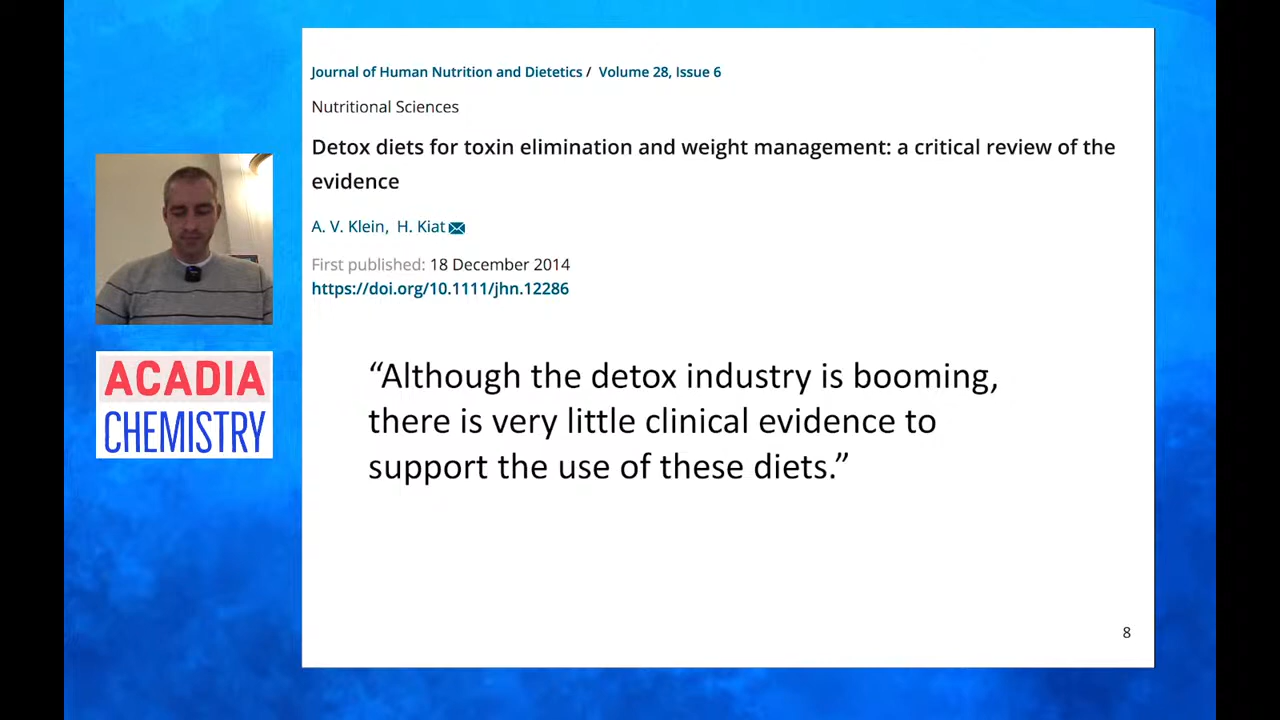 Journal of Human Nutrition and Dietetics / Volume 28, Issue 6
Nutritional Sciences
Detox diets for toxin elimination and weight management: a critical review of the
evidence
A. V. Klein, H. Kiat
First published: 18 December 2014
https://doi.org/10.1111/jhn.12286
ACADIA
CHEMISTRY
“Although the detox industry is booming,
there is very little clinical evidence to
support the use of these diets.”
8